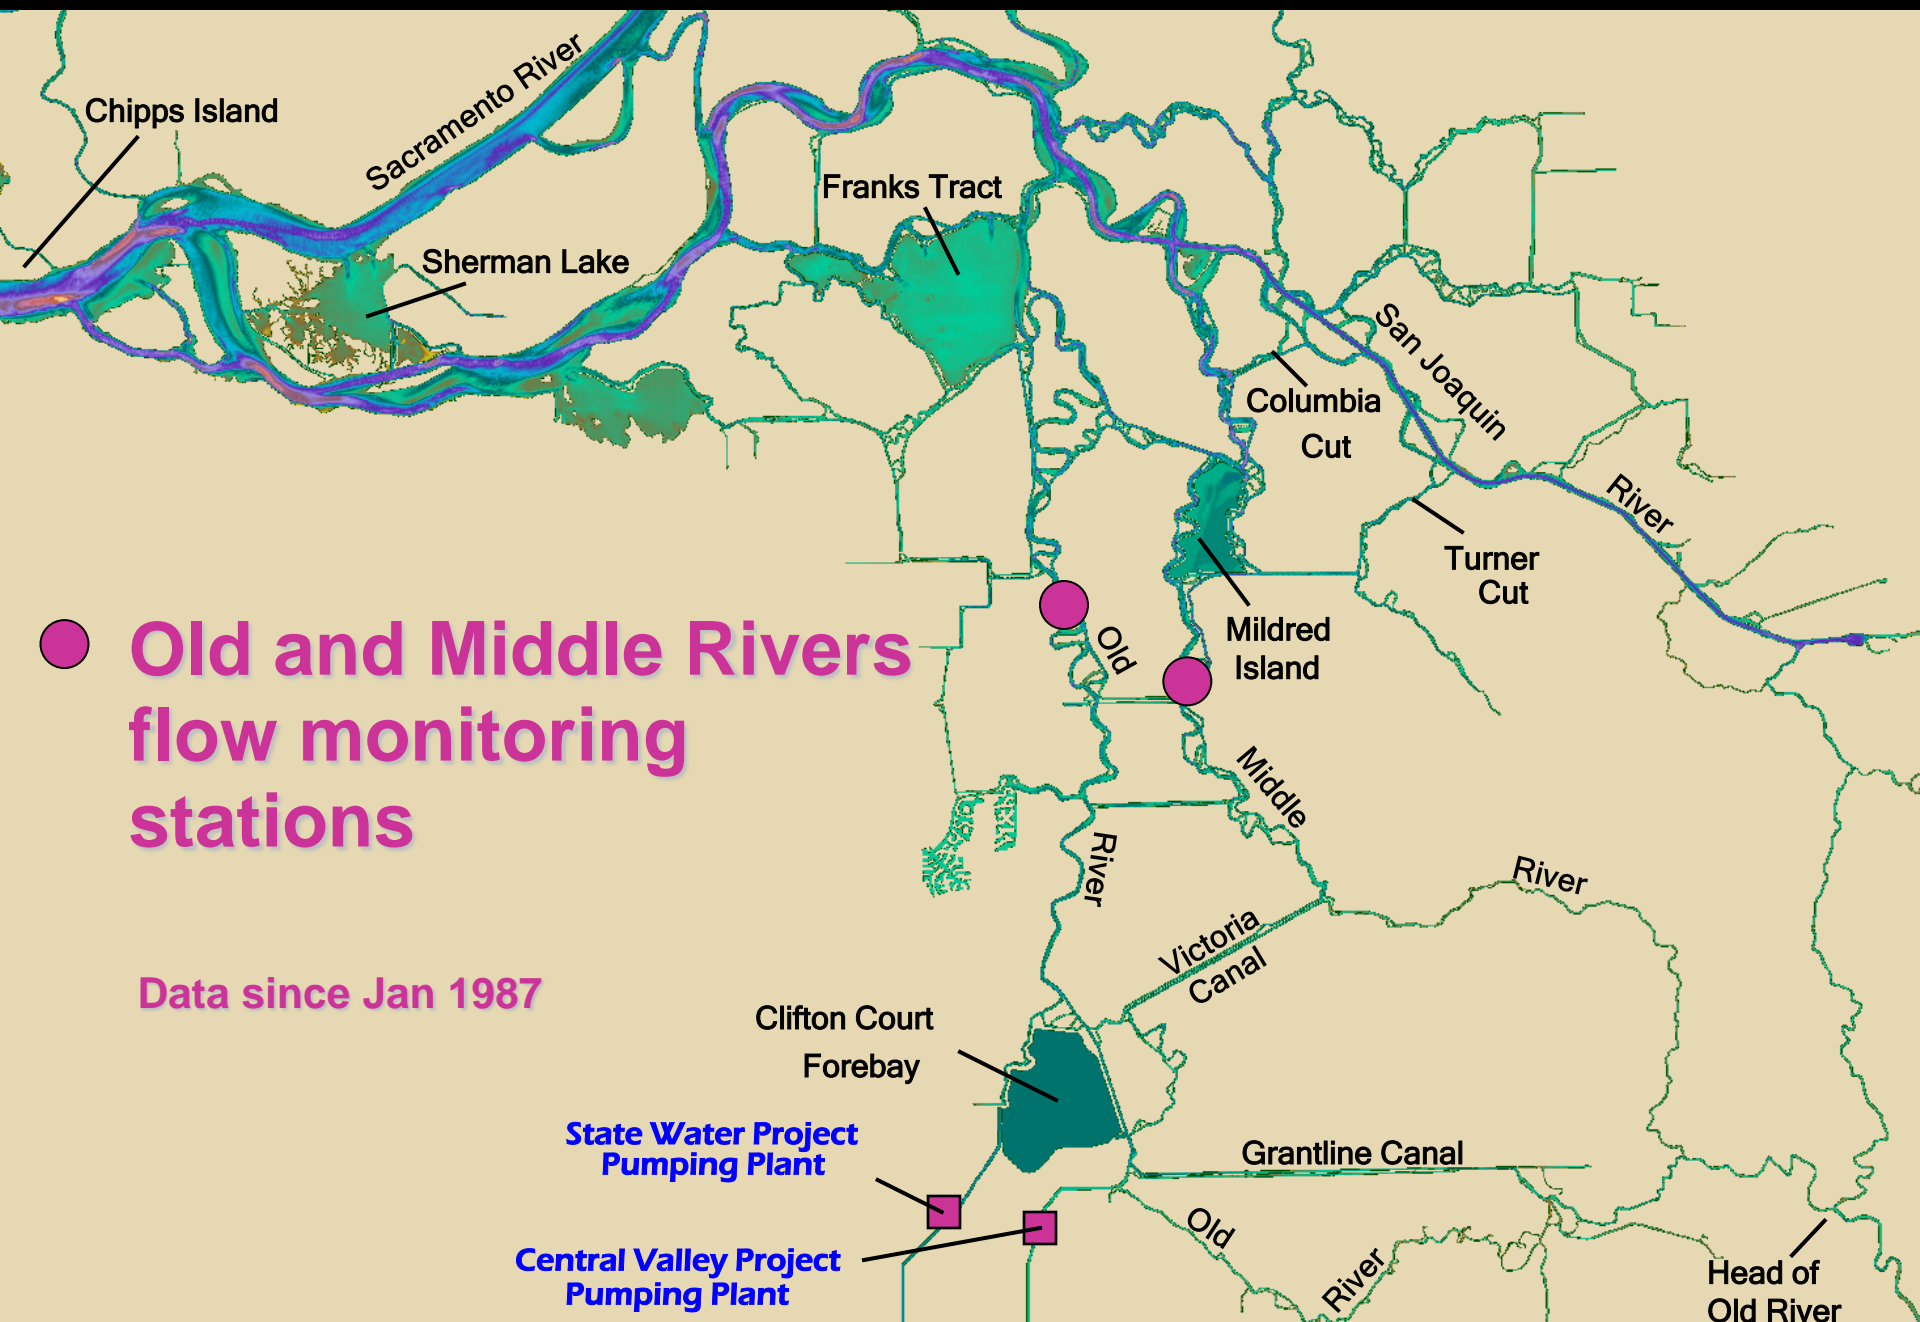 Sacramento River
Chipps Island
Franks Tract
Sherman Lake
San Joaquin
River
Columbia
Cut
Turner
Cut
Mildred
Island
Old and Middle Rivers
flow monitoring
stations
Old
River
Middle
River
Victoria
Canal
Data since Jan 1987
Clifton Court
Forebay
State Water Project
Pumping Plant
Grantline Canal
Central Valley Project
Pumping Plant
Old
River
Head of
Old River